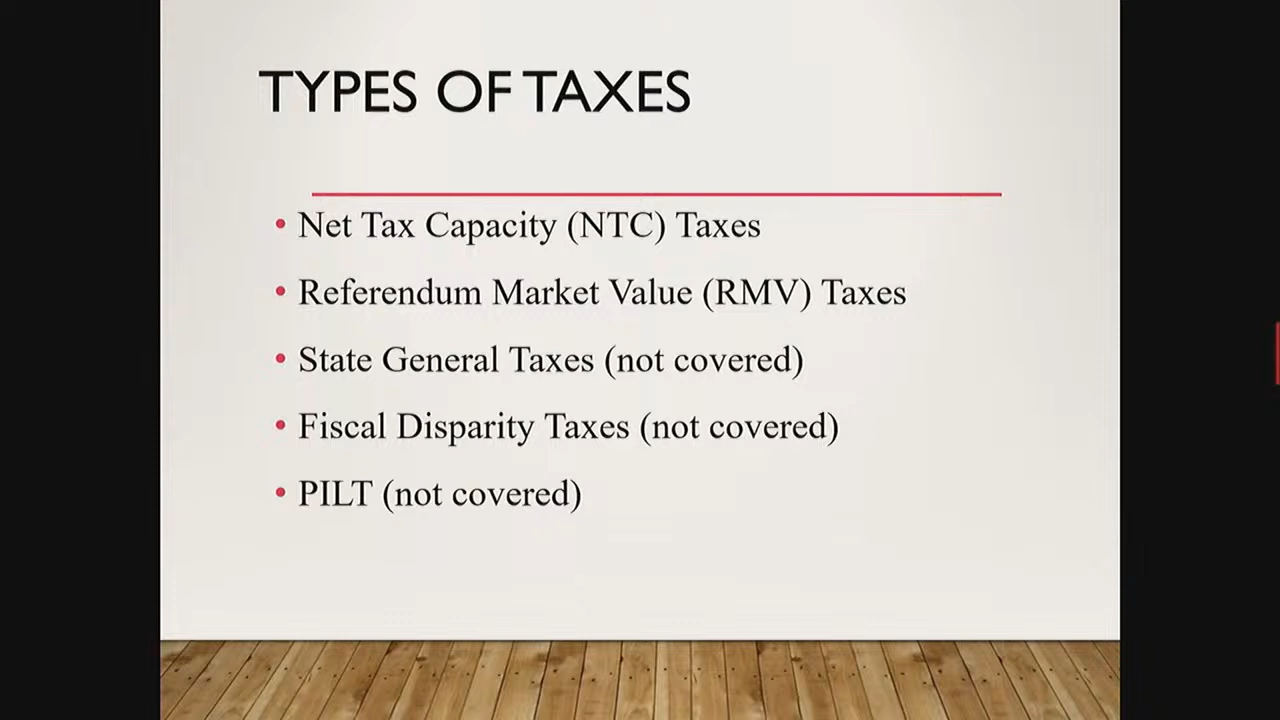 TYPES OF TAXES
• Net Tax Capacity (NTC) Taxes
• Referendum Market Value (RMV) Taxes
• State General Taxes (not covered)
• Fiscal Disparity Taxes (not covered)
• PILT (not covered)